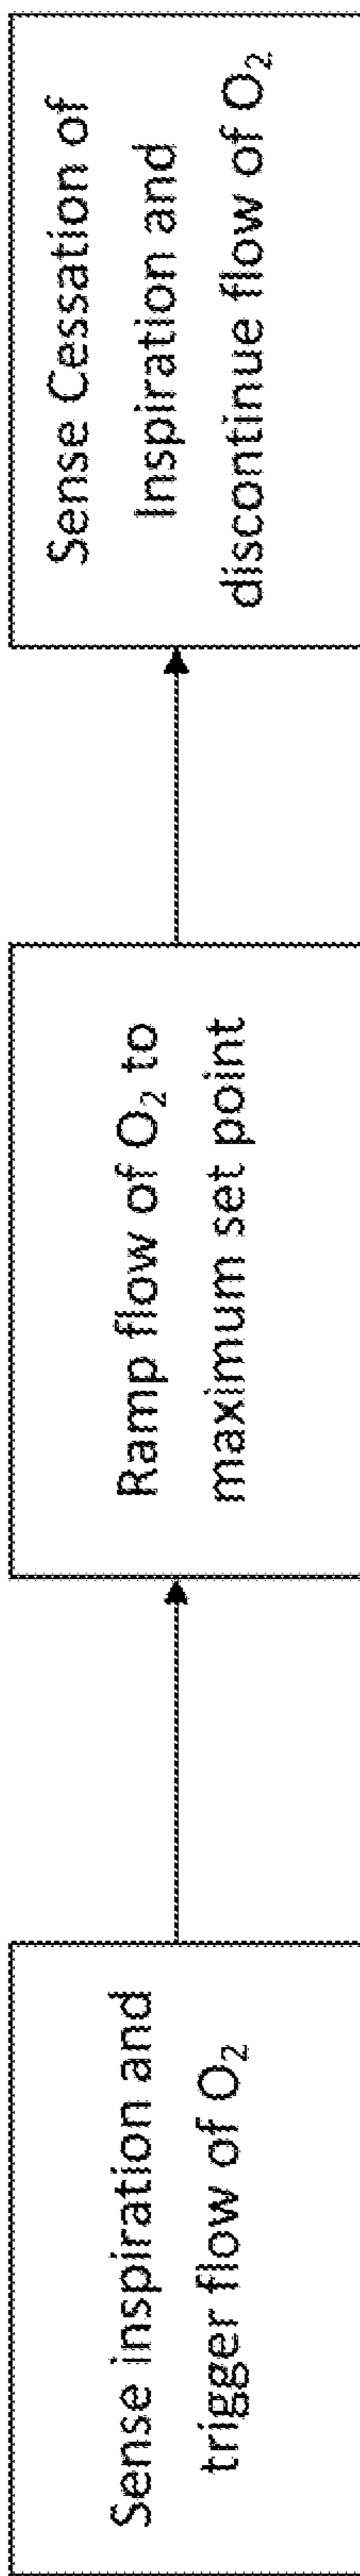 Sense inspiration and
trigger flow of O₂
Ramp flow of O₂ to
maximum set point
Sense Cessation of
Inspiration and
discontinue flow of O₂